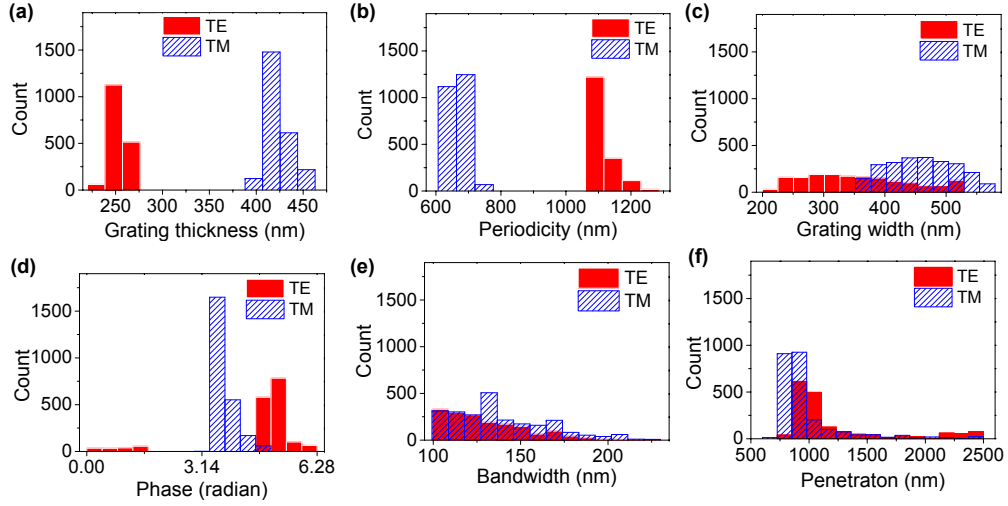 (a)
TE
TM
1500
1000
500
0
Count
250
300
350
400
450
Grating thickness (nm)
(b)
TE
TM
1500
1000
500
0
Count
600
800
1000
1200
Periodicity (nm)
(c)
TE
TM
1500
1000
500
0
Count
200
300
400
500
Grating width (nm)
(d)
TE
TM
1500
1000
500
0
Count
0.00
3.14
6.28
Phase (radian)
(e)
TE
TM
1500
1000
500
0
Count
100
150
200
Bandwidth (nm)
(f)
TE
TM
1500
1000
500
0
Count
500
1000
1500
2000
2500
Penetraton (nm)